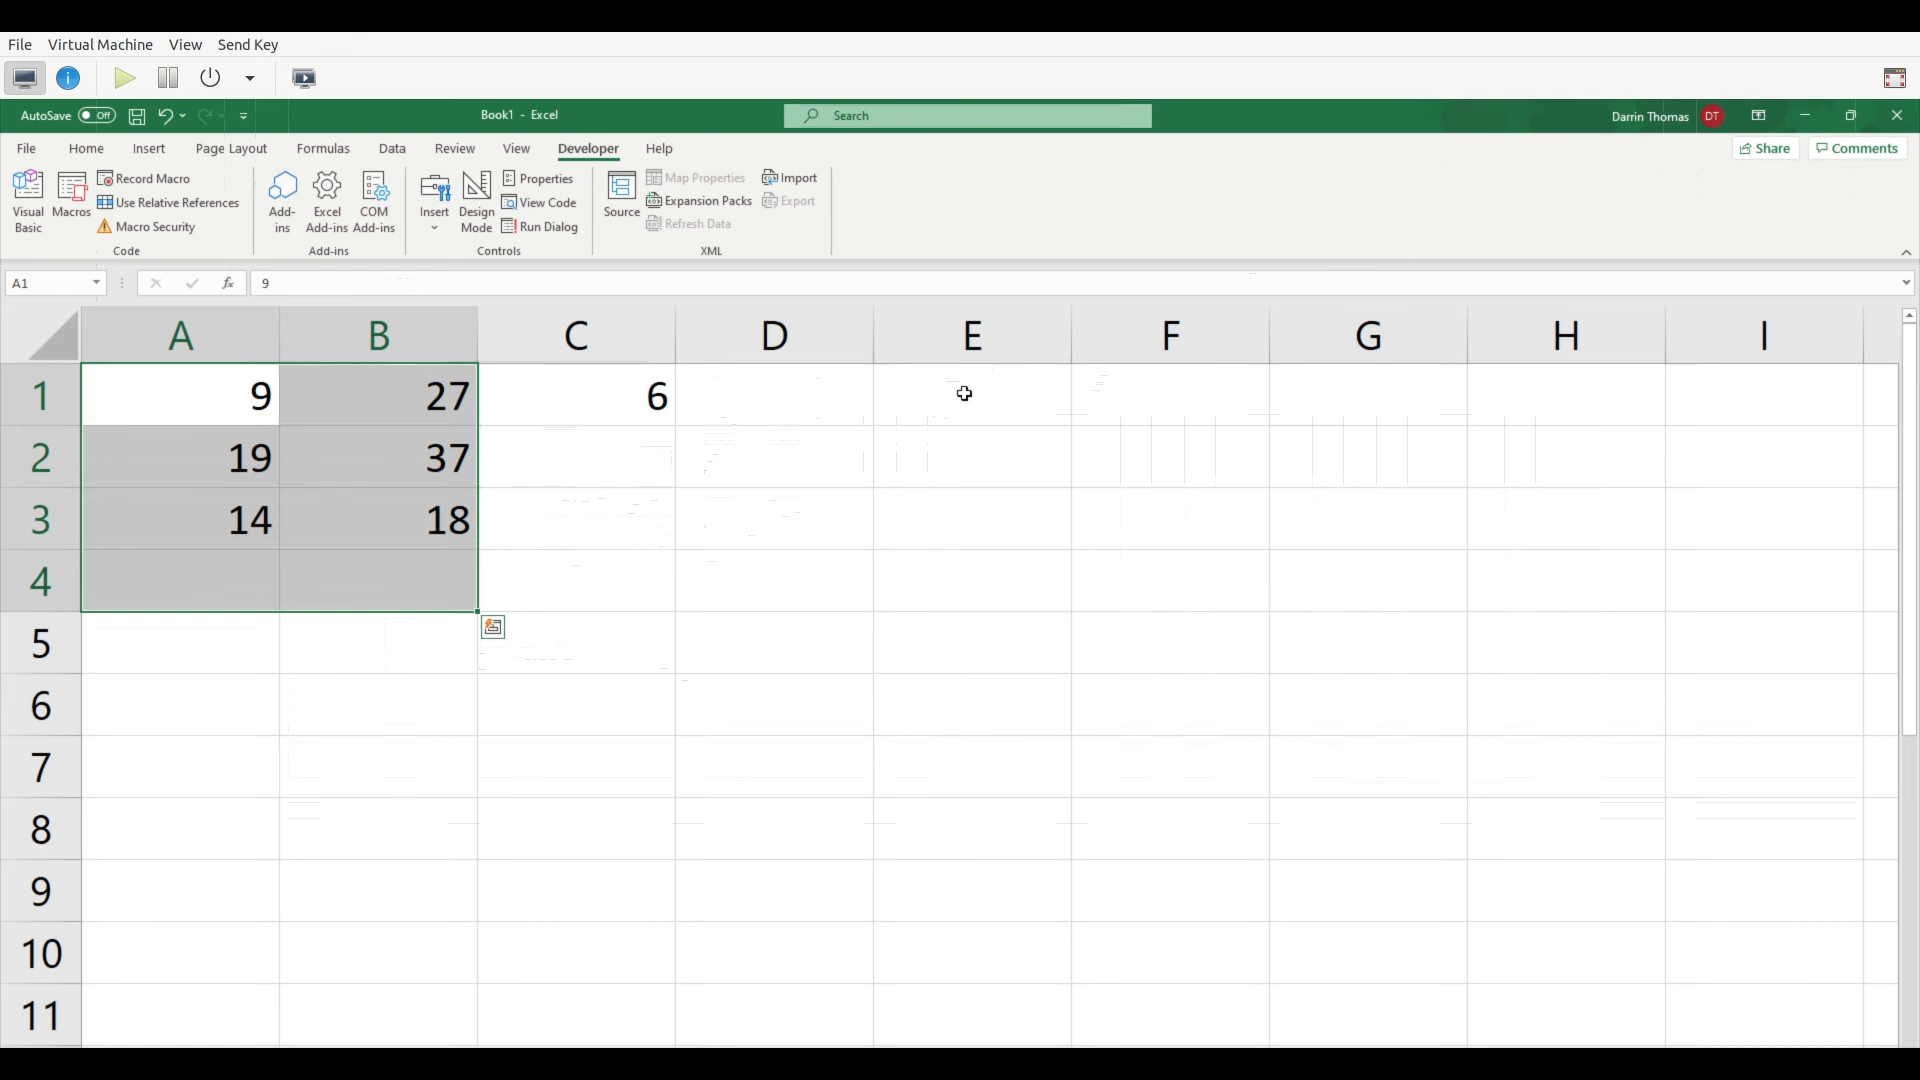 File Virtual Machine View Send Key
AutoSave Off Book1 - Excel Search Darrin Thomas DT
File Home Insert Page Layout Formulas Data Review View Developer Help Share Comments
Visual Basic
Macros
Record Macro
Use Relative References
Macro Security
Code
Add-ins
Excel Add-ins
COM Add-ins
Add-ins
Insert
Design Mode
Properties
View Code
Run Dialog
Controls
Source
Map Properties
Expansion Packs
Refresh Data
Import
Export
XML
A1 fx 9
A B C D E F G H I
1 9 27 6
2 19 37
3 14 18
4
5
6
7
8
9
10
11